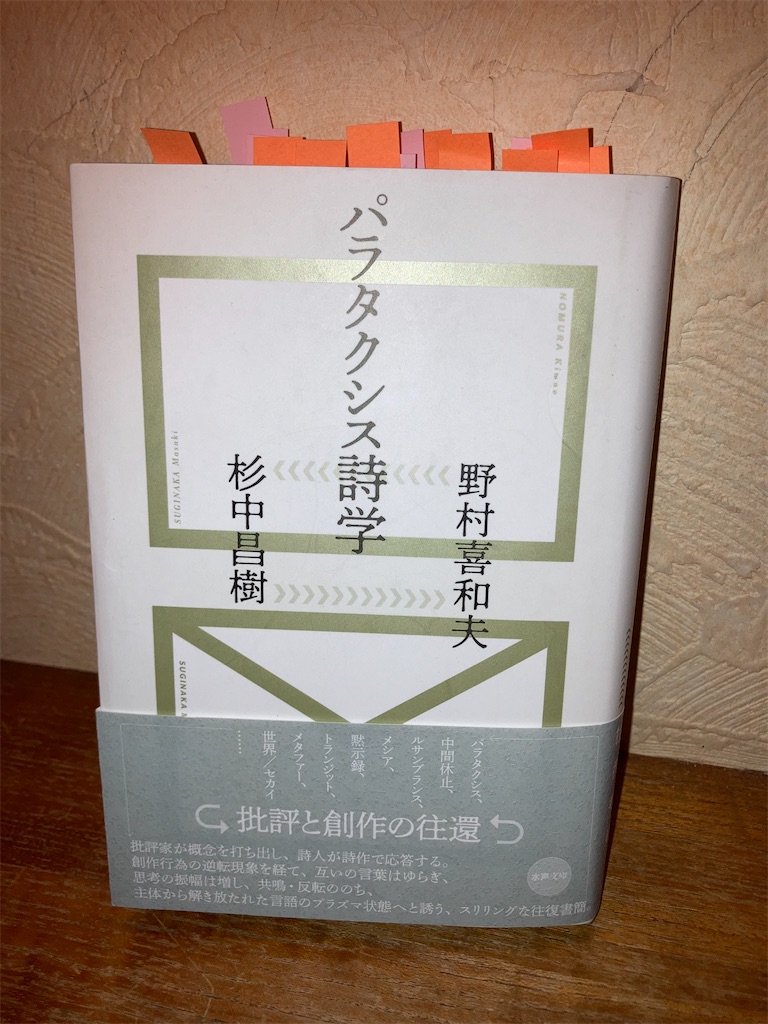 パラタクシス詩学
NOMURA Kiwao
野村喜和夫
杉中昌樹
SUGINAKA Masaki
SUGINAKA
パラタクシス、
中間休止、
ルサンブランス、
メシア、
黙示録、
トランジット、
メタファー、
世界／セカイ
……
批評と創作の往還
批評家が概念を打ち出し、詩人が詩作で応答する。
創作行為の逆転現象を経て、互いの言葉はゆらぎ、
思考の振幅は増し、共鳴・反転ののち、
主体から解き放たれた言語のプラズマ状態へと誘う、スリリングな往復書簡。
水声文庫